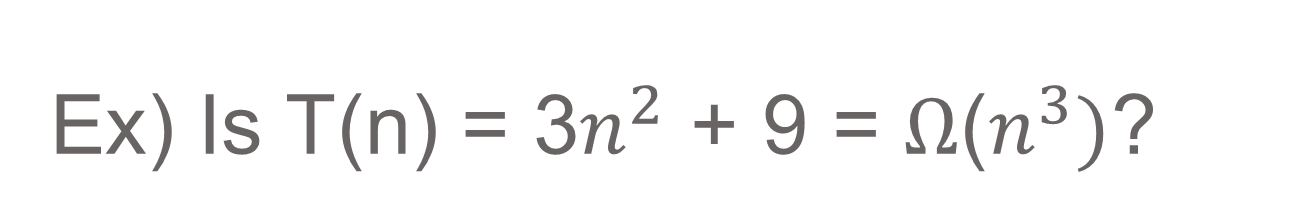 Ex) Is T(n) = 3n² + 9 = Ω(n³)?